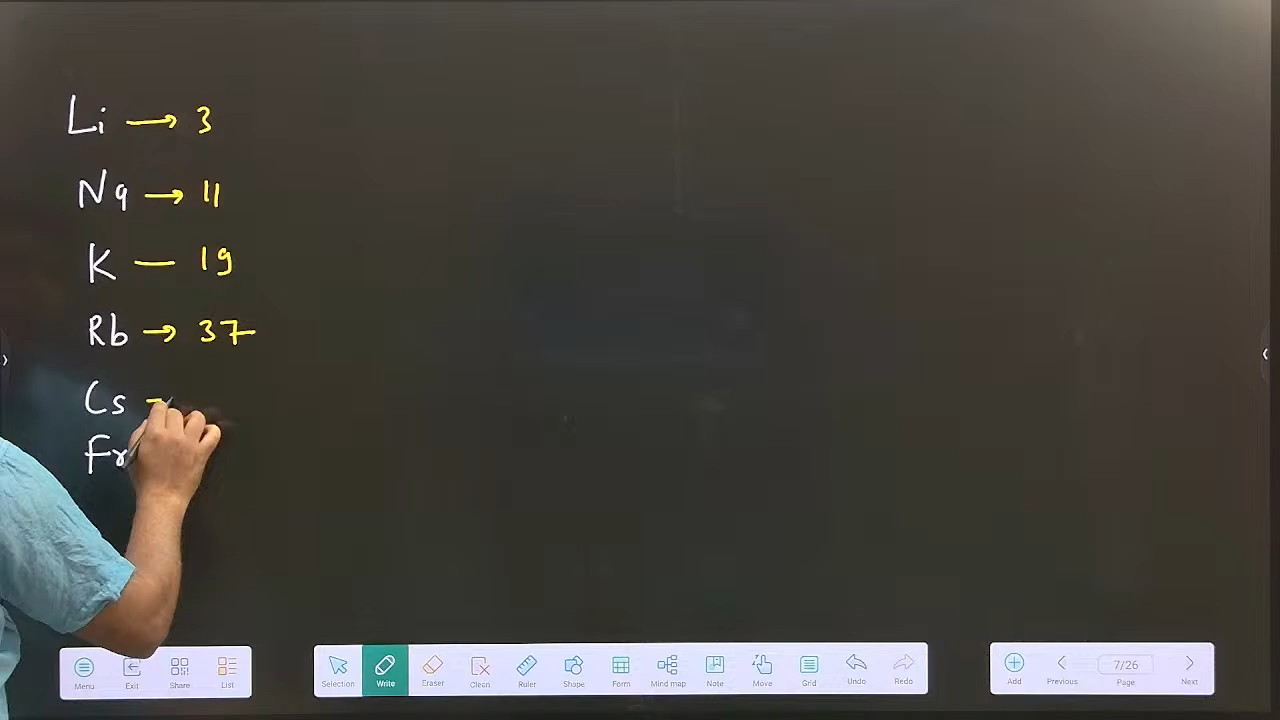 Li → 3
Na → 11
K — 19
Rb → 37
Cs
Fr
Menu Exit Share List Selection Write Eraser Clean Ruler Shape Form Mind map Note Move Grid Undo Redo Add Previous 7/26 Page Next